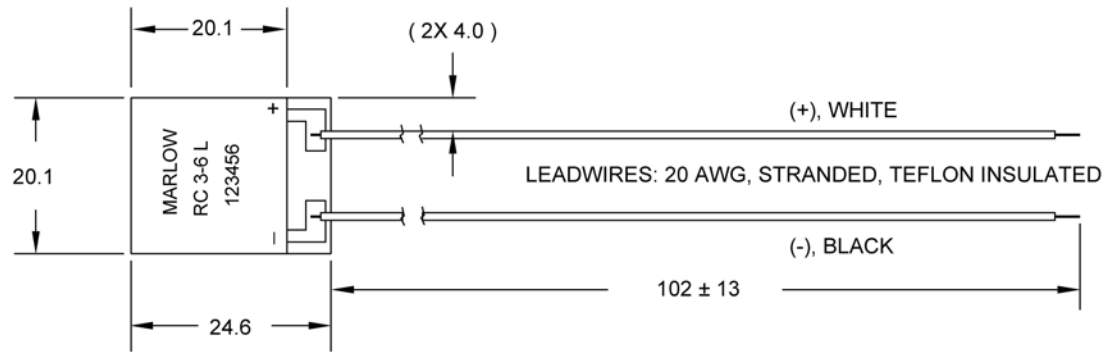 20.1
( 2X 4.0 )
20.1
+
MARLOW
RC 3-6 L
123456
–
(+), WHITE
LEADWIRES: 20 AWG, STRANDED, TEFLON INSULATED
(-), BLACK
102 ± 13
24.6